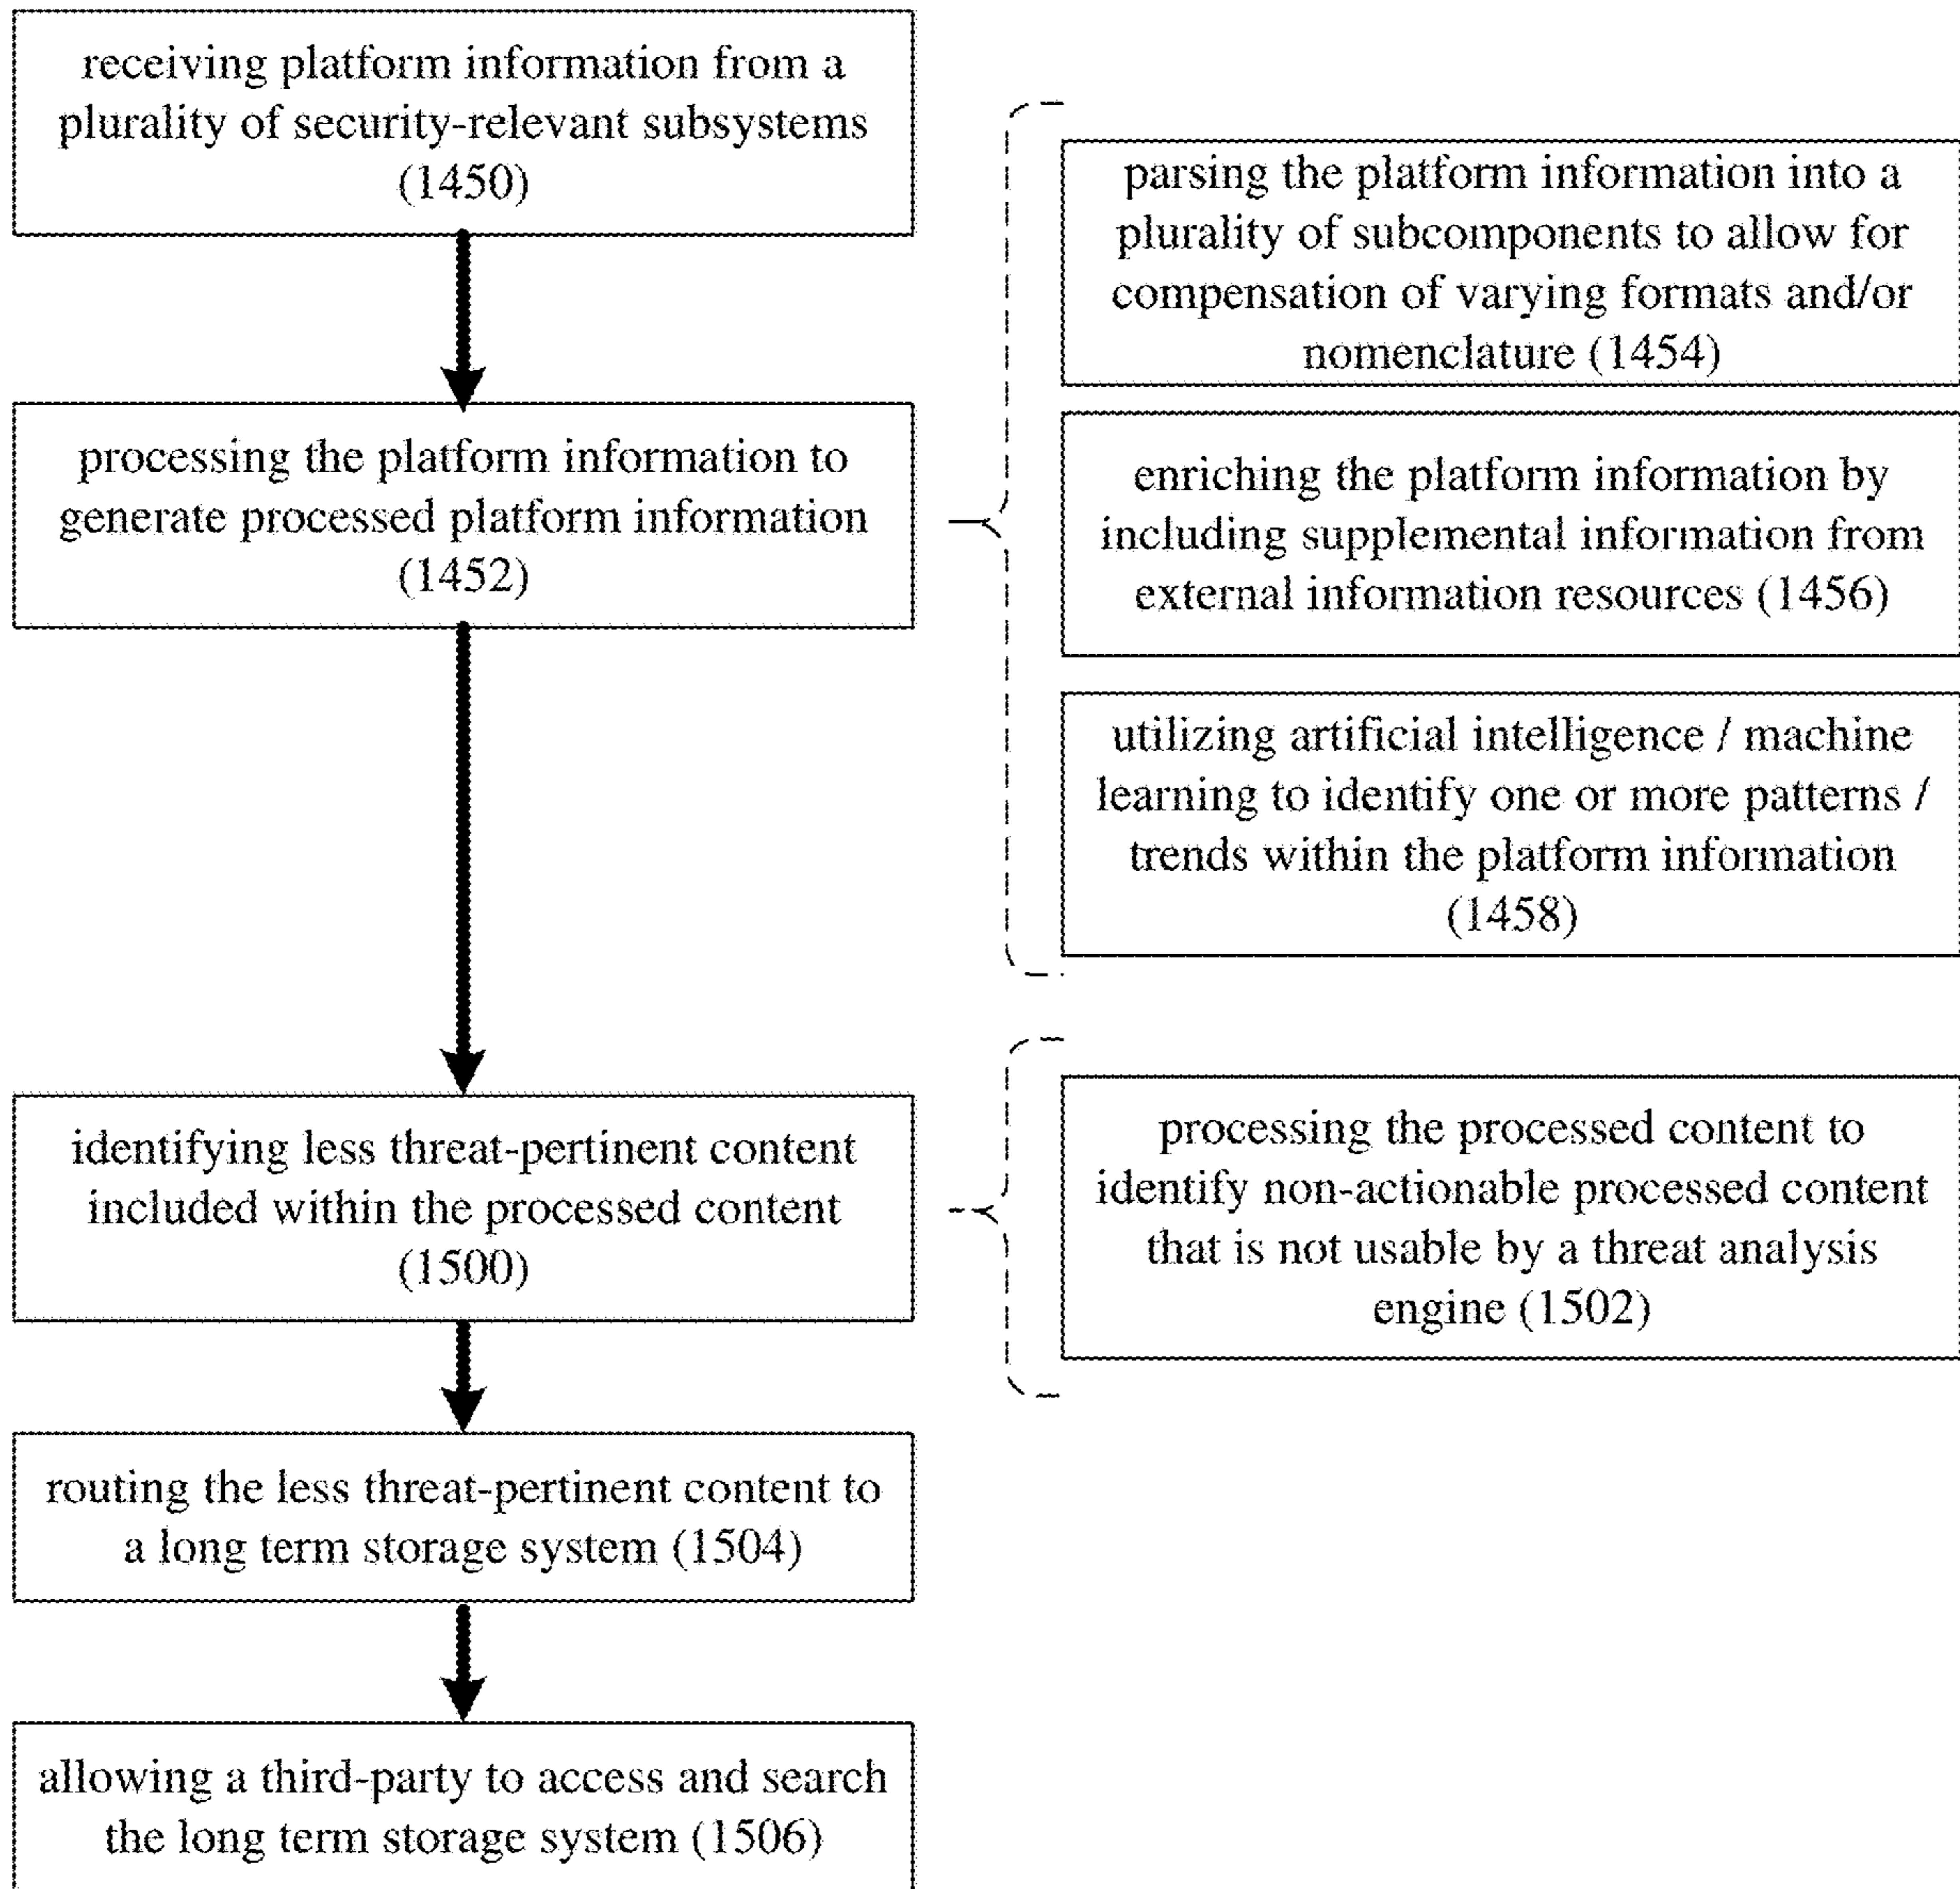 receiving platform information from a
plurality of security-relevant subsystems
(1450)
processing the platform information to
generate processed platform information
(1452)
parsing the platform information into a
plurality of subcomponents to allow for
compensation of varying formats and/or
nomenclature (1454)
enriching the platform information by
including supplemental information from
external information resources (1456)
utilizing artificial intelligence / machine
learning to identify one or more patterns /
trends within the platform information
(1458)
identifying less threat-pertinent content
included within the processed content
(1500)
processing the processed content to
identify non-actionable processed content
that is not usable by a threat analysis
engine (1502)
routing the less threat-pertinent content to
a long term storage system (1504)
allowing a third-party to access and search
the long term storage system (1506)